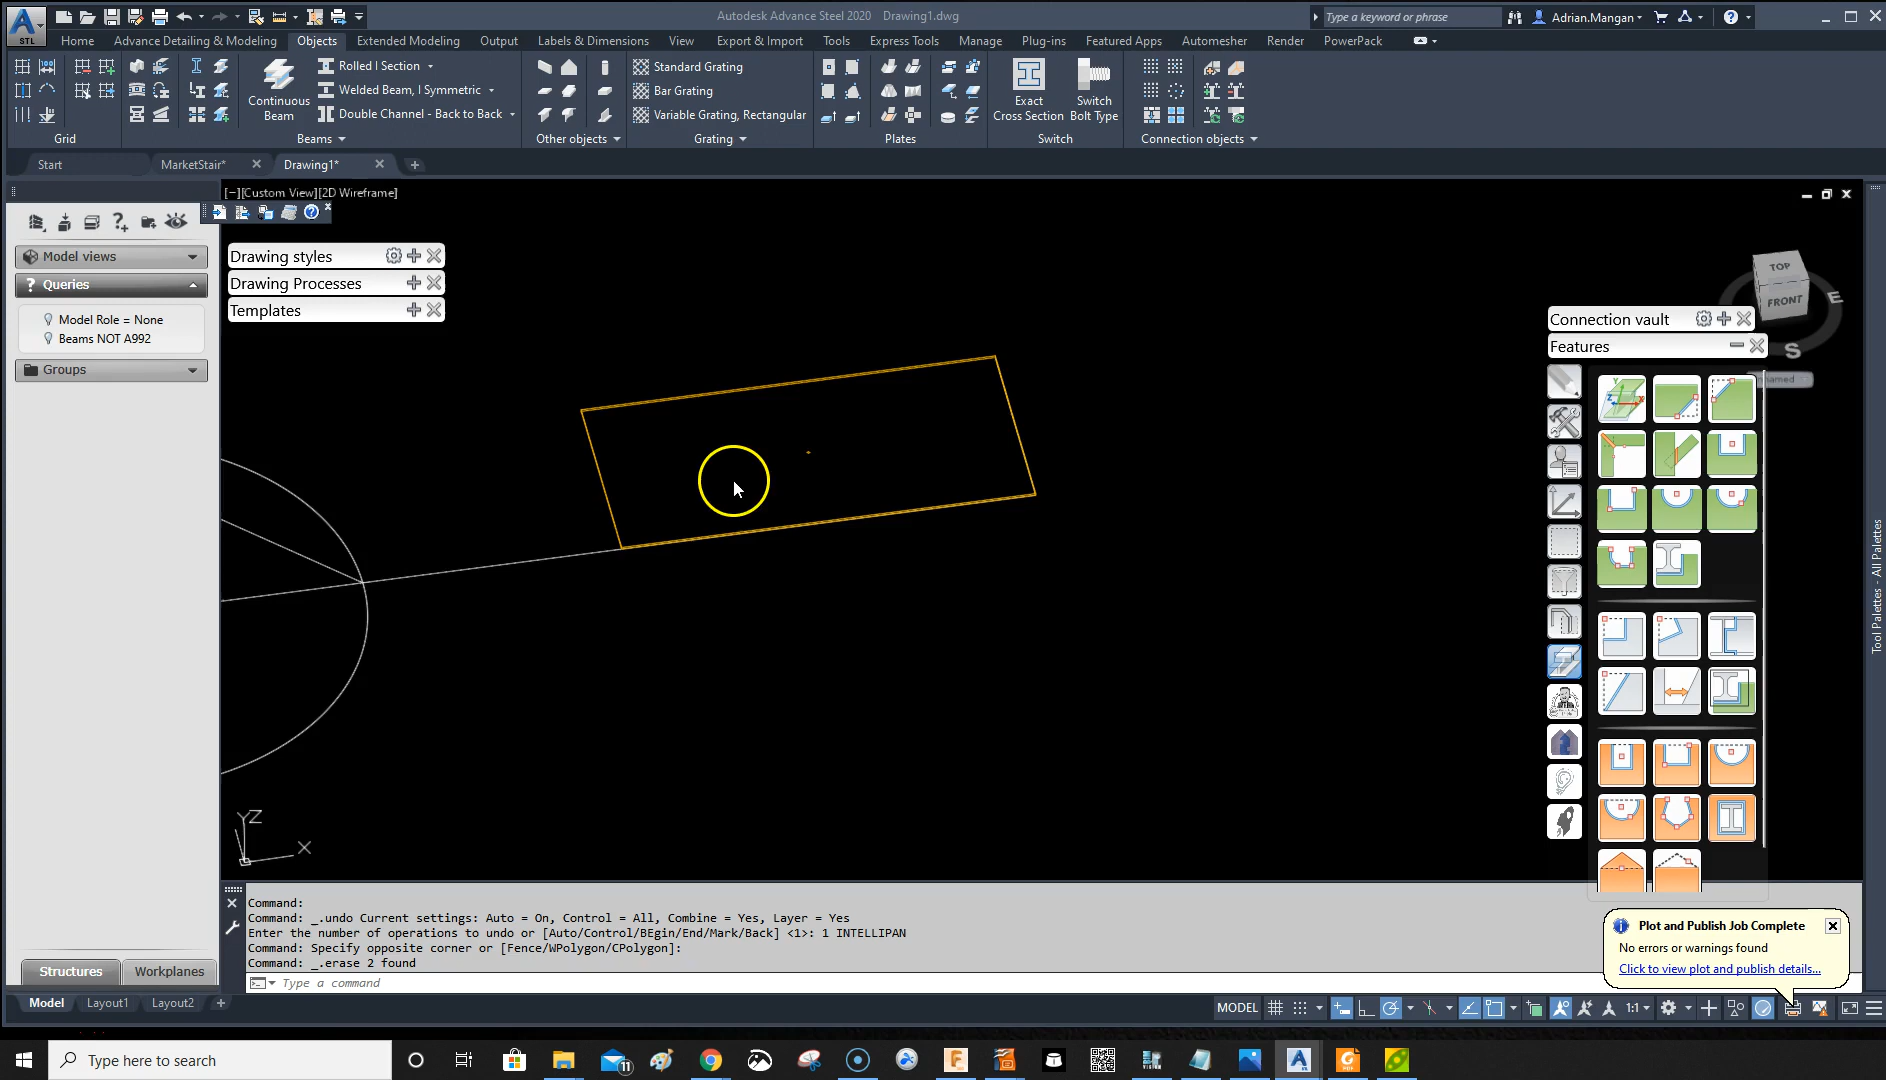 Autodesk Advance Steel 2020 Drawing1.dwg
Type a keyword or phrase
Adrian.Mangan
STL
Home Advance Detailing & Modeling Objects Extended Modeling Output Labels & Dimensions View Export & Import Tools Express Tools Manage Plug-ins Featured Apps Automesher Render PowerPack
Continuous
Beam
Rolled I Section
Welded Beam, I Symmetric
Double Channel - Back to Back
Standard Grating
Bar Grating
Variable Grating, Rectangular
Exact
Cross Section
Switch
Bolt Type
Grid Beams Other objects Grating Plates Switch Connection objects
Start MarketStair* Drawing1*
[−][Custom View][2D Wireframe]
Model views
Queries
Model Role = None
Beams NOT A992
Groups
Drawing styles
Drawing Processes
Templates
TOP
FRONT
E
S
Connection vault
Features
Tool Palettes - All Palettes
YZ
X
Command:
Command: _.undo Current settings: Auto = On, Control = All, Combine = Yes, Layer = Yes
Enter the number of operations to undo or [Auto/Control/BEgin/End/Mark/Back] <1>: 1 INTELLIPAN
Command: Specify opposite corner or [Fence/WPolygon/CPolygon]:
Command: _.erase 2 found
Type a command
Plot and Publish Job Complete
No errors or warnings found
Click to view plot and publish details...
Structures Workplanes
Model Layout1 Layout2
MODEL
1:1
Type here to search
11